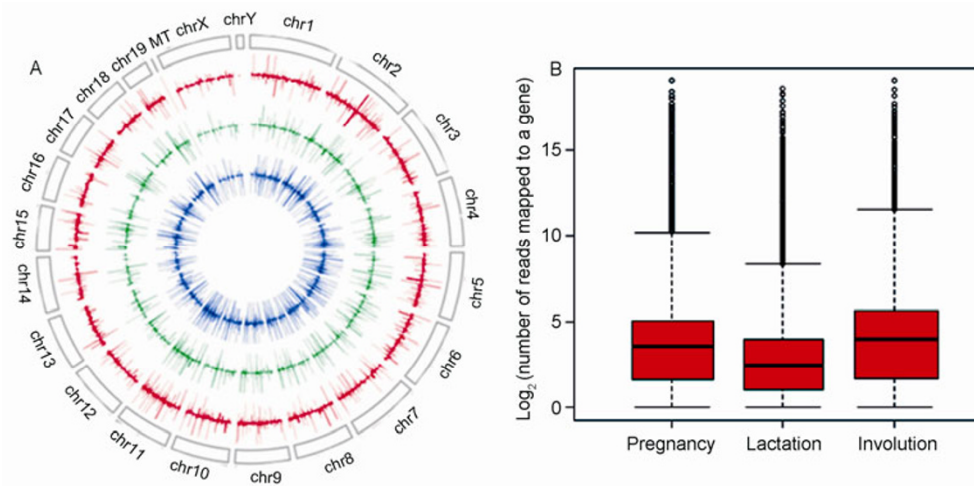 A
chr1
chr2
chr3
chr4
chr5
chr6
chr7
chr8
chr9
chr10
chr11
chr12
chr13
chr14
chr15
chr16
chr17
chr18
chr19
MT
chrX
chrY
B
Log2 (number of reads mapped to a gene)
15
10
5
0
Pregnancy Lactation Involution